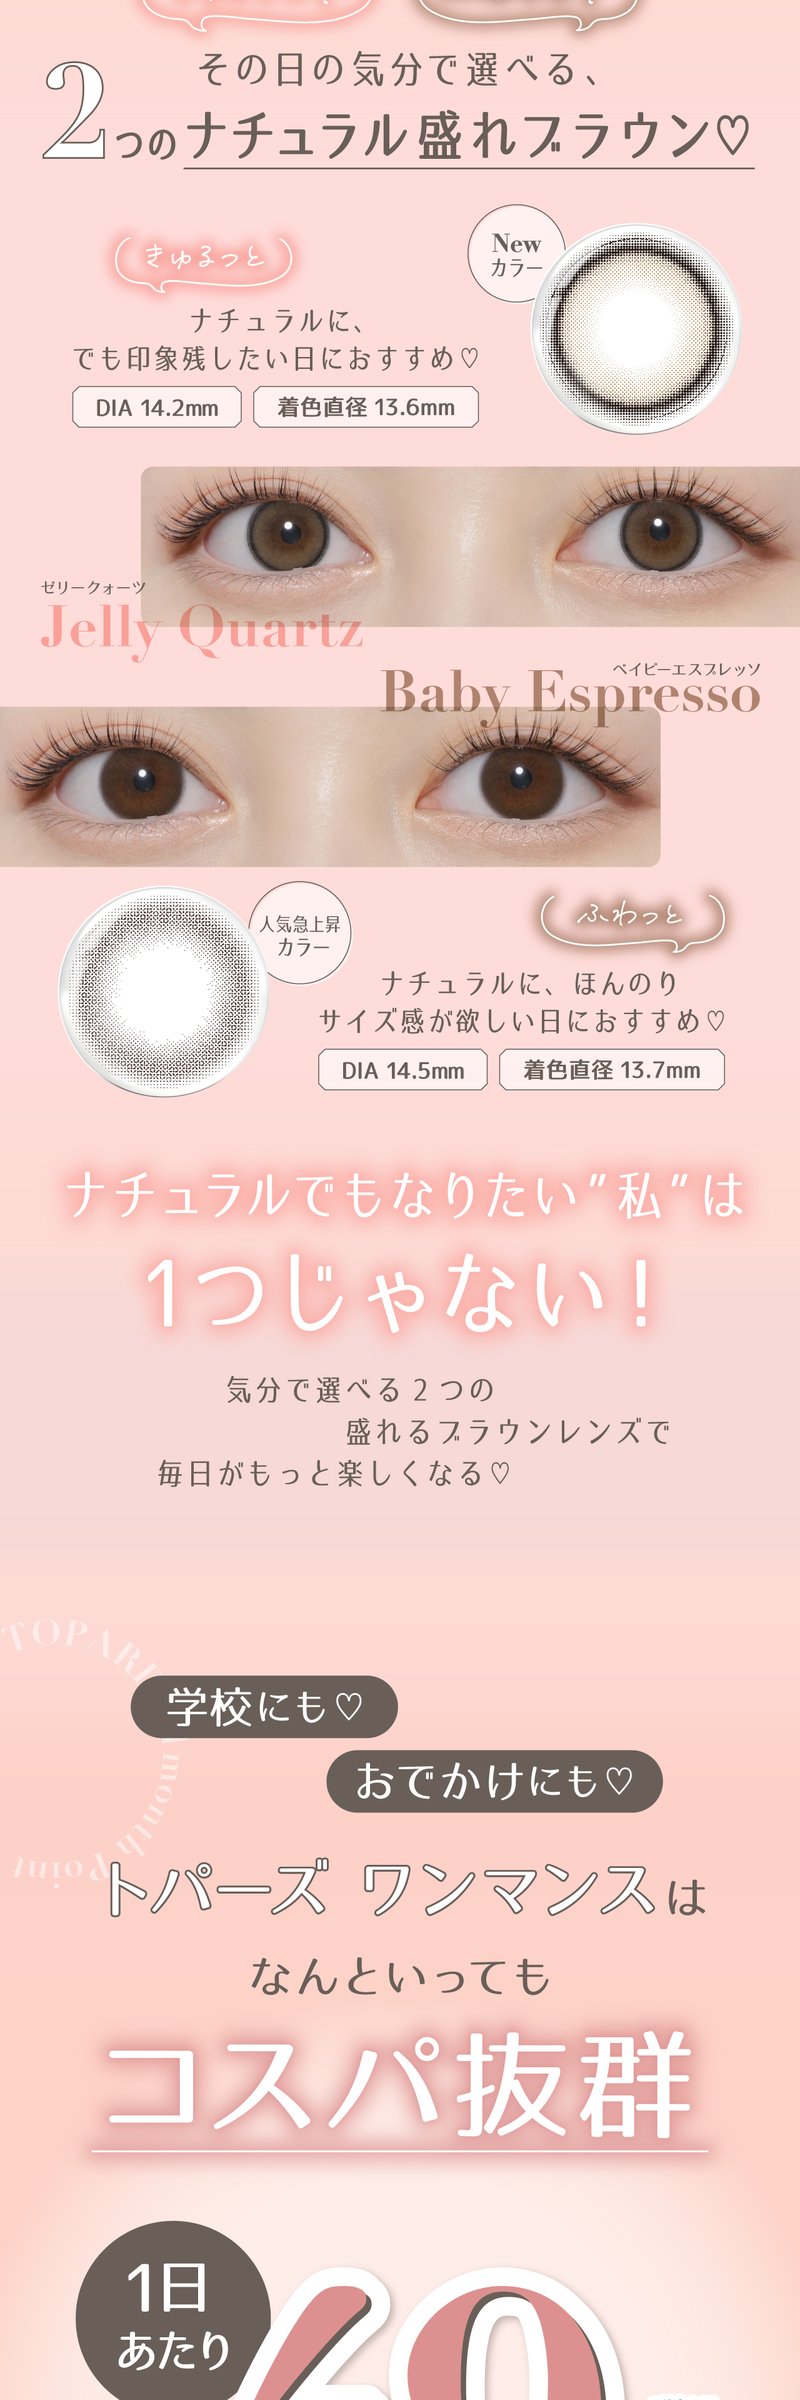 その日の気分で選べる、
2つのナチュラル盛れブラウン♡
きゅるっと
New
カラー
ナチュラルに、
でも印象残したい日におすすめ♡
DIA 14.2mm
着色直径 13.6mm
ゼリークォーツ
Jelly Quartz
ベイビーエスプレッソ
Baby Espresso
人気急上昇
カラー
ふわっと
ナチュラルに、ほんのり
サイズ感が欲しい日におすすめ♡
DIA 14.5mm
着色直径 13.7mm
ナチュラルでもなりたい"私"は
1つじゃない!
気分で選べる2つの
盛れるブラウンレンズで
毎日がもっと楽しくなる♡
学校にも♡
おでかけにも♡
month Point
トパーズ ワンマンスは
なんといっても
コスパ抜群
1日
あたり